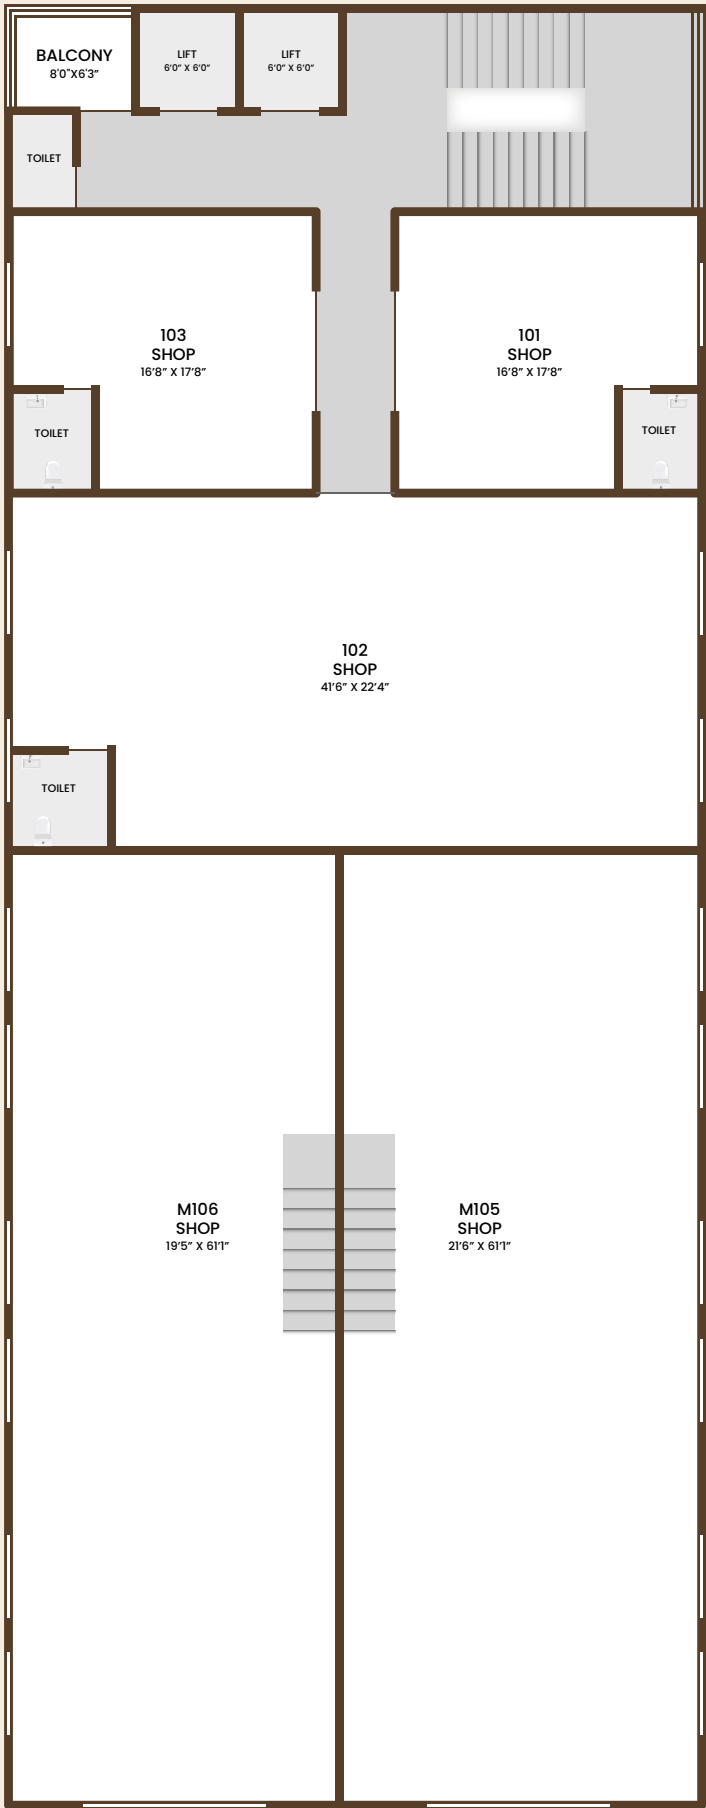 BALCONY
8'0"X6'3”
LIFT
6’0” X 6’0”
LIFT
6’0” X 6’0”
TOILET
103
SHOP
16’8” X 17’8”
101
SHOP
16’8” X 17’8”
TOILET
TOILET
102
SHOP
41’6” X 22’4”
TOILET
M106
SHOP
19’5” X 61’1”
M105
SHOP
21’6” X 61’1”